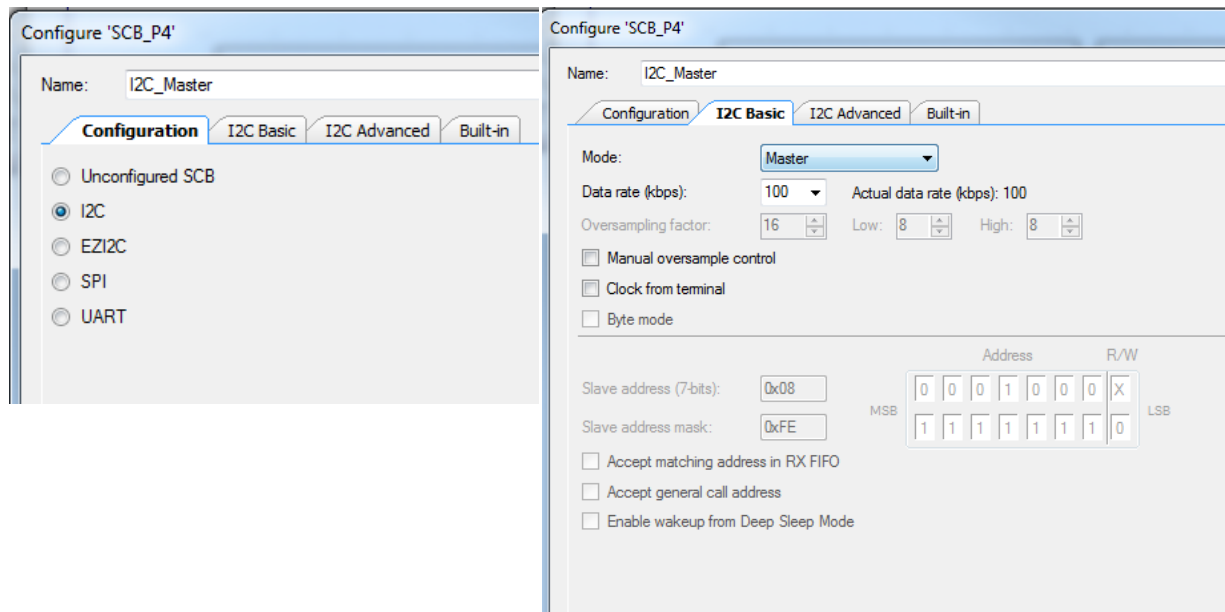 Configure 'SCB_P4'
Name: I2C_Master
Configuration I2C Basic I2C Advanced Built-in
Unconfigured SCB
I2C
EZI2C
SPI
UART
Configure 'SCB_P4'
Name: I2C_Master
Configuration I2C Basic I2C Advanced Built-in
Mode: Master
Data rate (kbps): 100 Actual data rate (kbps): 100
Oversampling factor: 16 Low: 8 High: 8
Manual oversample control
Clock from terminal
Byte mode
Address R/W
Slave address (7-bits): 0x08 0 0 0 1 0 0 0 X
MSB LSB
Slave address mask: 0xFE 1 1 1 1 1 1 1 0
Accept matching address in RX FIFO
Accept general call address
Enable wakeup from Deep Sleep Mode